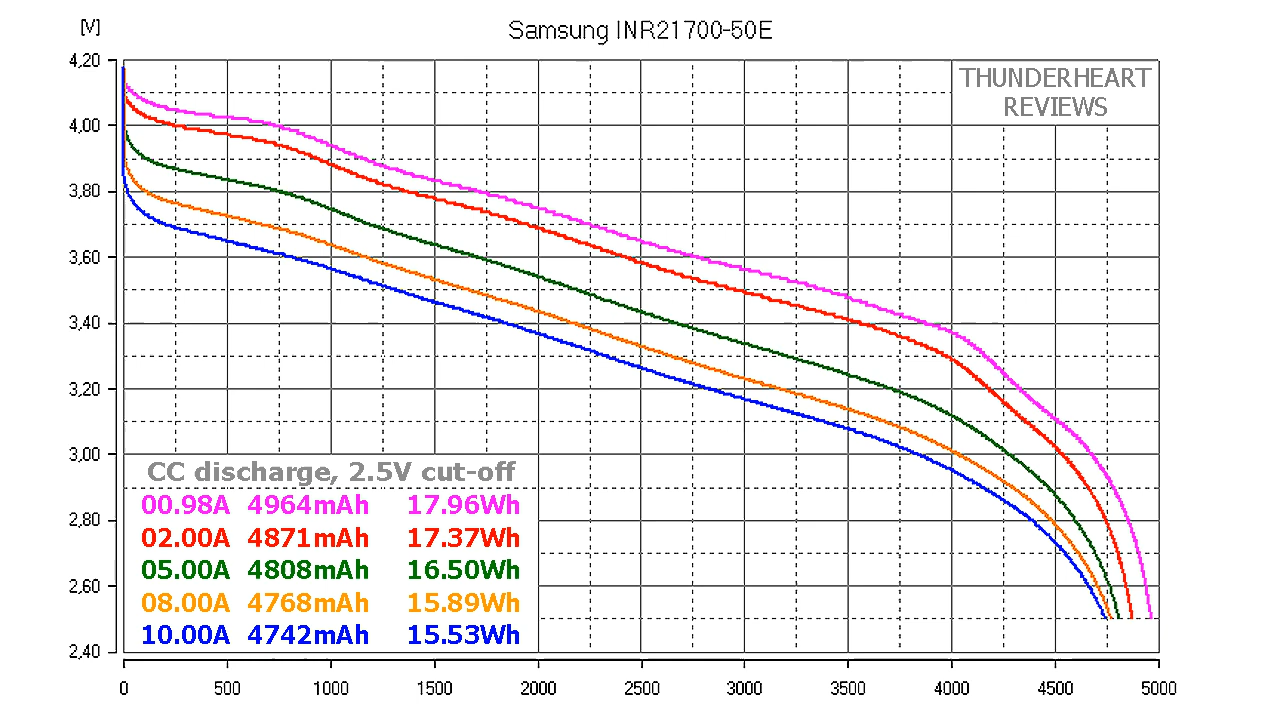 Samsung INR21700-50E
[V]
THUNDERHEART
REVIEWS
4,20
4,00
3,80
3,60
3,40
3,20
3,00
2,80
2,60
2,40
CC discharge, 2.5V cut-off
00.98A 4964mAh 17.96Wh
02.00A 4871mAh 17.37Wh
05.00A 4808mAh 16.50Wh
08.00A 4768mAh 15.89Wh
10.00A 4742mAh 15.53Wh
0 500 1000 1500 2000 2500 3000 3500 4000 4500 5000